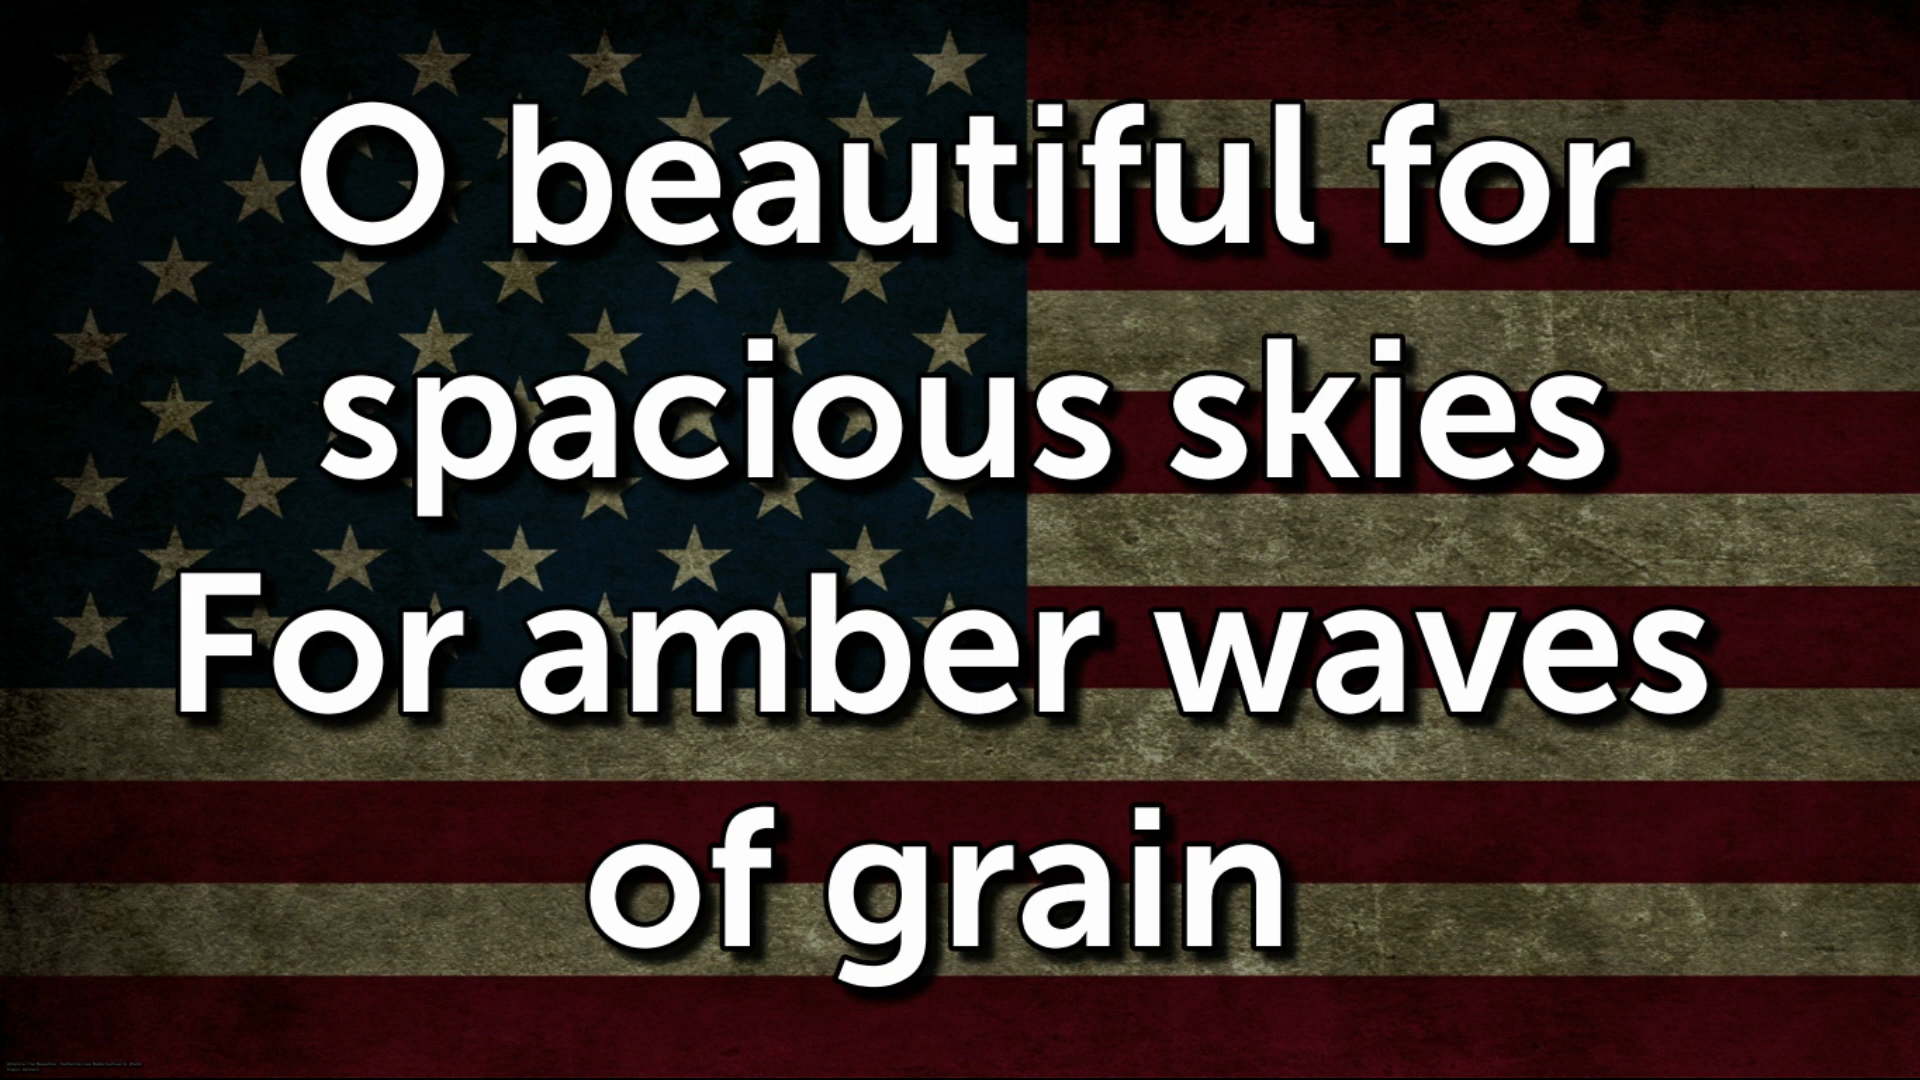 O beautiful for
spacious skies
For amber waves
of grain